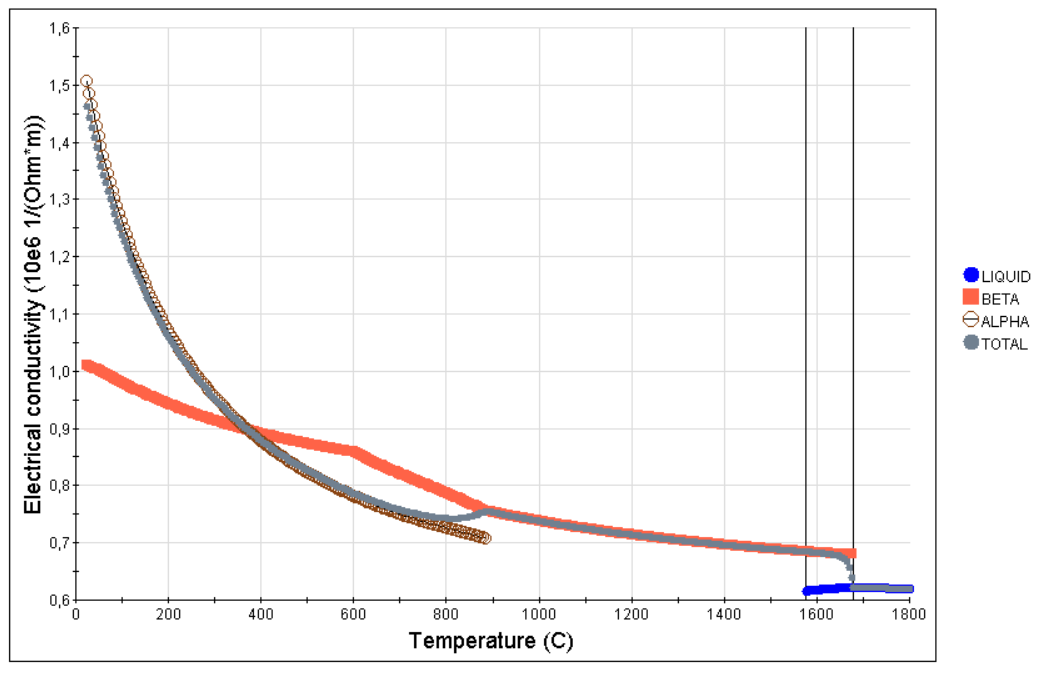 1,6
1,5
1,4
1,3
1,2
1,1
1,0
0,9
0,8
0,7
0,6
Electrical conductivity (10e6 1/(Ohm*m))
0 200 400 600 800 1000 1200 1400 1600 1800
Temperature (C)
LIQUID
BETA
ALPHA
TOTAL